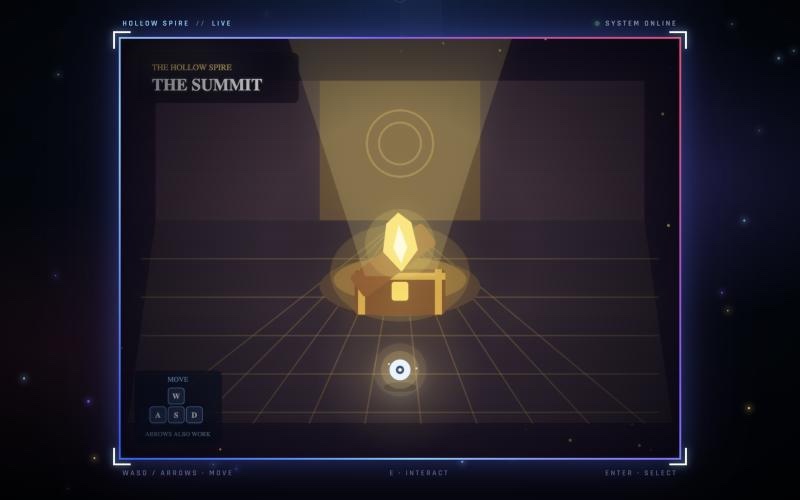 HOLLOW SPIRE // LIVE
SYSTEM ONLINE
THE HOLLOW SPIRE
THE SUMMIT
MOVE
W
A S D
ARROWS ALSO WORK
WASD / ARROWS · MOVE
E · INTERACT
ENTER · SELECT